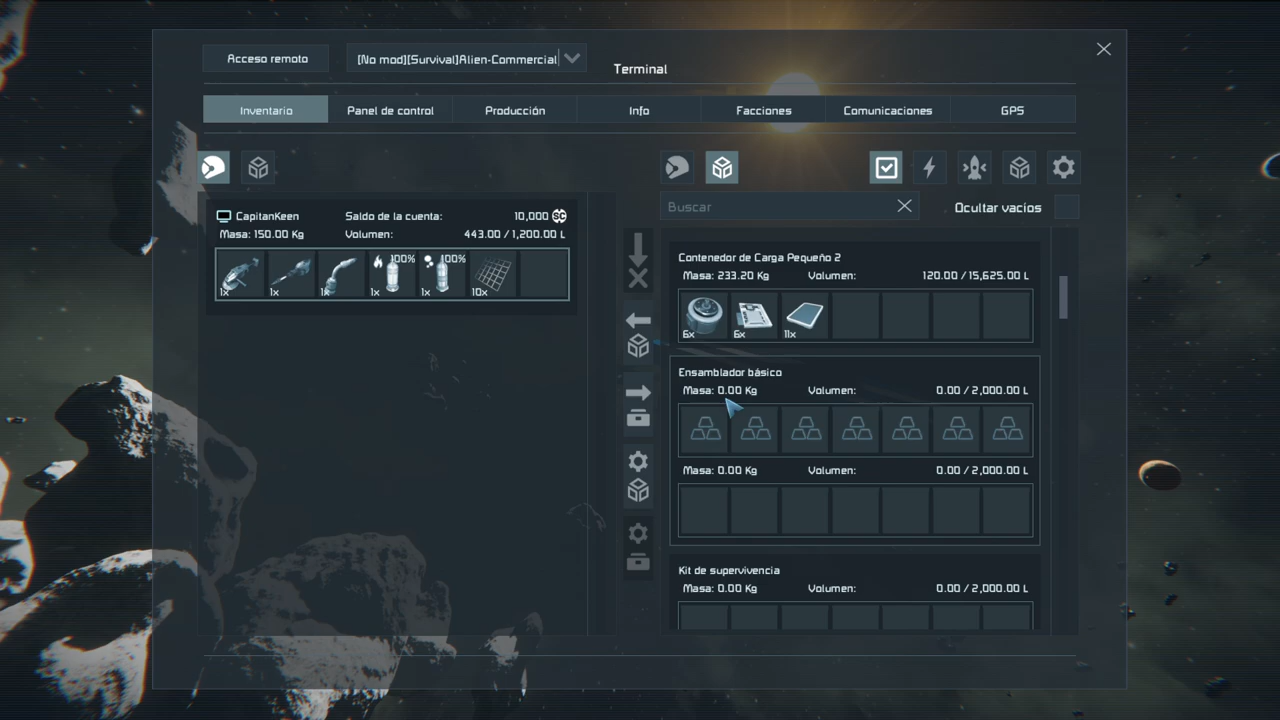 Acceso remoto
[No mod][Survival]Alien-Commercial
Terminal
Inventario
Panel de control
Producción
Info
Facciones
Comunicaciones
GPS
CapitanKeen
Saldo de la cuenta:
10,000 SC
Masa: 150.00 Kg
Volumen:
443.00 / 1,200.00 L
1x
1x
1x
100%
1x
100%
1x
10x
Buscar
Ocultar vacíos
Contenedor de Carga Pequeño 2
Masa: 233.20 Kg
Volumen:
120.00 / 15,625.00 L
6x
6x
11x
Ensamblador básico
Masa: 0.00 Kg
Volumen:
0.00 / 2,000.00 L
Masa: 0.00 Kg
Volumen:
0.00 / 2,000.00 L
Kit de supervivencia
Masa: 0.00 Kg
Volumen:
0.00 / 2,000.00 L